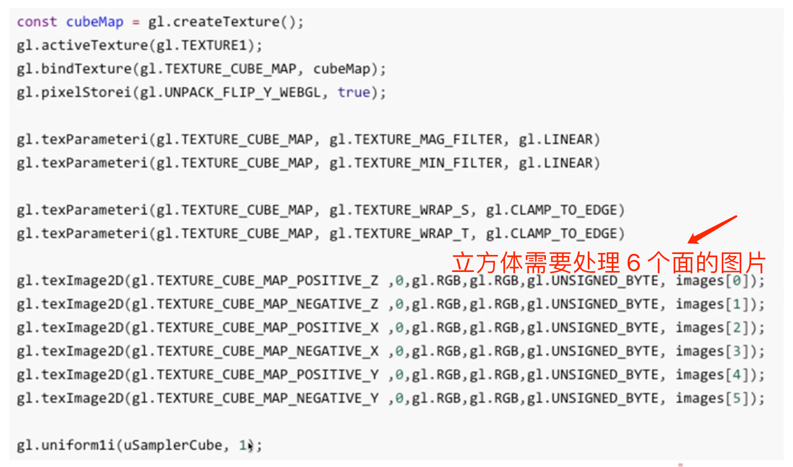 const cubeMap = gl.createTexture();
gl.activeTexture(gl.TEXTURE1);
gl.bindTexture(gl.TEXTURE_CUBE_MAP, cubeMap);
gl.pixelStorei(gl.UNPACK_FLIP_Y_WEBGL, true);
gl.texParameteri(gl.TEXTURE_CUBE_MAP, gl.TEXTURE_MAG_FILTER, gl.LINEAR)
gl.texParameteri(gl.TEXTURE_CUBE_MAP, gl.TEXTURE_MIN_FILTER, gl.LINEAR)
gl.texParameteri(gl.TEXTURE_CUBE_MAP, gl.TEXTURE_WRAP_S, gl.CLAMP_TO_EDGE)
gl.texParameteri(gl.TEXTURE_CUBE_MAP, gl.TEXTURE_WRAP_T, gl.CLAMP_TO_EDGE)
立方体需要处理 6 个面的图片
gl.texImage2D(gl.TEXTURE_CUBE_MAP_POSITIVE_Z ,0,gl.RGB,gl.RGB,gl.UNSIGNED_BYTE, images[0]);
gl.texImage2D(gl.TEXTURE_CUBE_MAP_NEGATIVE_Z ,0,gl.RGB,gl.RGB,gl.UNSIGNED_BYTE, images[1]);
gl.texImage2D(gl.TEXTURE_CUBE_MAP_POSITIVE_X ,0,gl.RGB,gl.RGB,gl.UNSIGNED_BYTE, images[2]);
gl.texImage2D(gl.TEXTURE_CUBE_MAP_NEGATIVE_X ,0,gl.RGB,gl.RGB,gl.UNSIGNED_BYTE, images[3]);
gl.texImage2D(gl.TEXTURE_CUBE_MAP_POSITIVE_Y ,0,gl.RGB,gl.RGB,gl.UNSIGNED_BYTE, images[4]);
gl.texImage2D(gl.TEXTURE_CUBE_MAP_NEGATIVE_Y ,0,gl.RGB,gl.RGB,gl.UNSIGNED_BYTE, images[5]);
gl.uniform1i(uSamplerCube, 1);